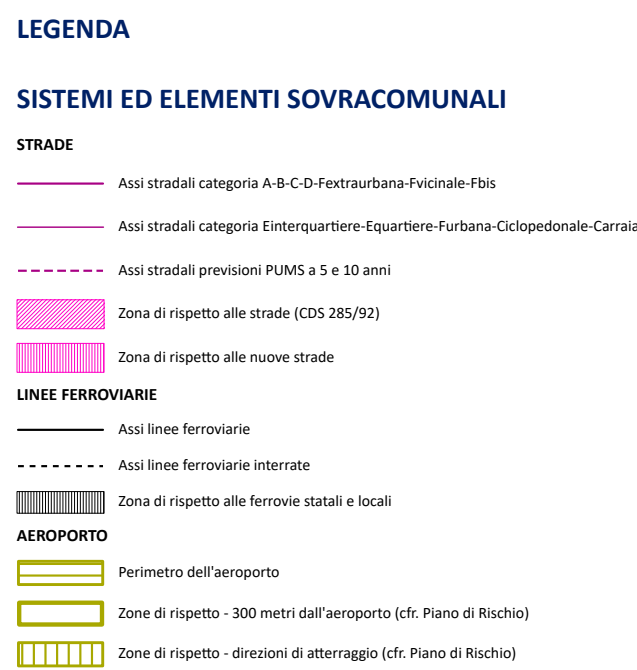 LEGENDA
SISTEMI ED ELEMENTI SOVRACOMUNALI
STRADE
Assi stradali categoria A-B-C-D-Fextraurbana-Fvicinale-Fbis
Assi stradali categoria Einterquartiere-Equartiere-Furbana-Ciclopedonale-Carraia
Assi stradali previsioni PUMS a 5 e 10 anni
Zona di rispetto alle strade (CDS 285/92)
Zona di rispetto alle nuove strade
LINEE FERROVIARIE
Assi linee ferroviarie
Assi linee ferroviarie interrate
Zona di rispetto alle ferrovie statali e locali
AEROPORTO
Perimetro dell'aeroporto
Zone di rispetto - 300 metri dall'aeroporto (cfr. Piano di Rischio)
Zone di rispetto - direzioni di atterraggio (cfr. Piano di Rischio)